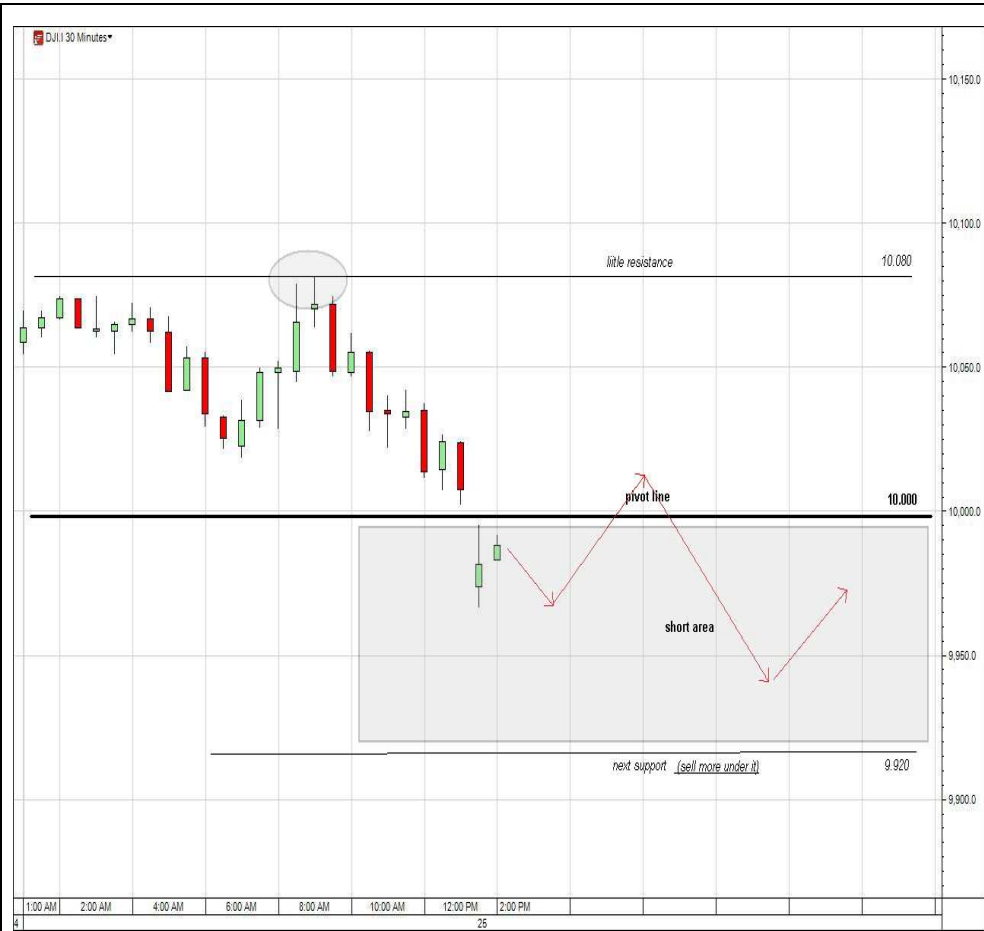 DJI.I 30 Minutes
10,150.0
10,100.0
liitle resistance 10.080
10,050.0
pivot line 10.000
10,000.0
short area
9,950.0
next support (sell more under it) 9.920
9,900.0
1:00 AM 2:00 AM 4:00 AM 6:00 AM 8:00 AM 10:00 AM 12:00 PM 2:00 PM
4 25